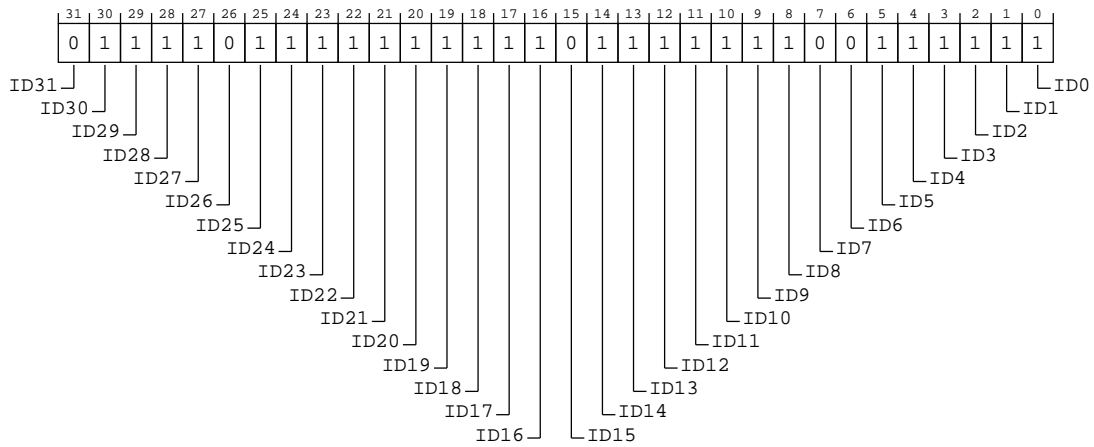 31 30 29 28 27 26 25 24 23 22 21 20 19 18 17 16 15 14 13 12 11 10 9 8 7 6 5 4 3 2 1 0
0 1 1 1 1 0 1 1 1 1 1 1 1 1 1 1 0 1 1 1 1 1 1 1 0 0 1 1 1 1 1 1
ID31 ID0
ID30 ID1
ID29 ID2
ID28 ID3
ID27 ID4
ID26 ID5
ID25 ID6
ID24 ID7
ID23 ID8
ID22 ID9
ID21 ID10
ID20 ID11
ID19 ID12
ID18 ID13
ID17 ID14
ID16 ID15